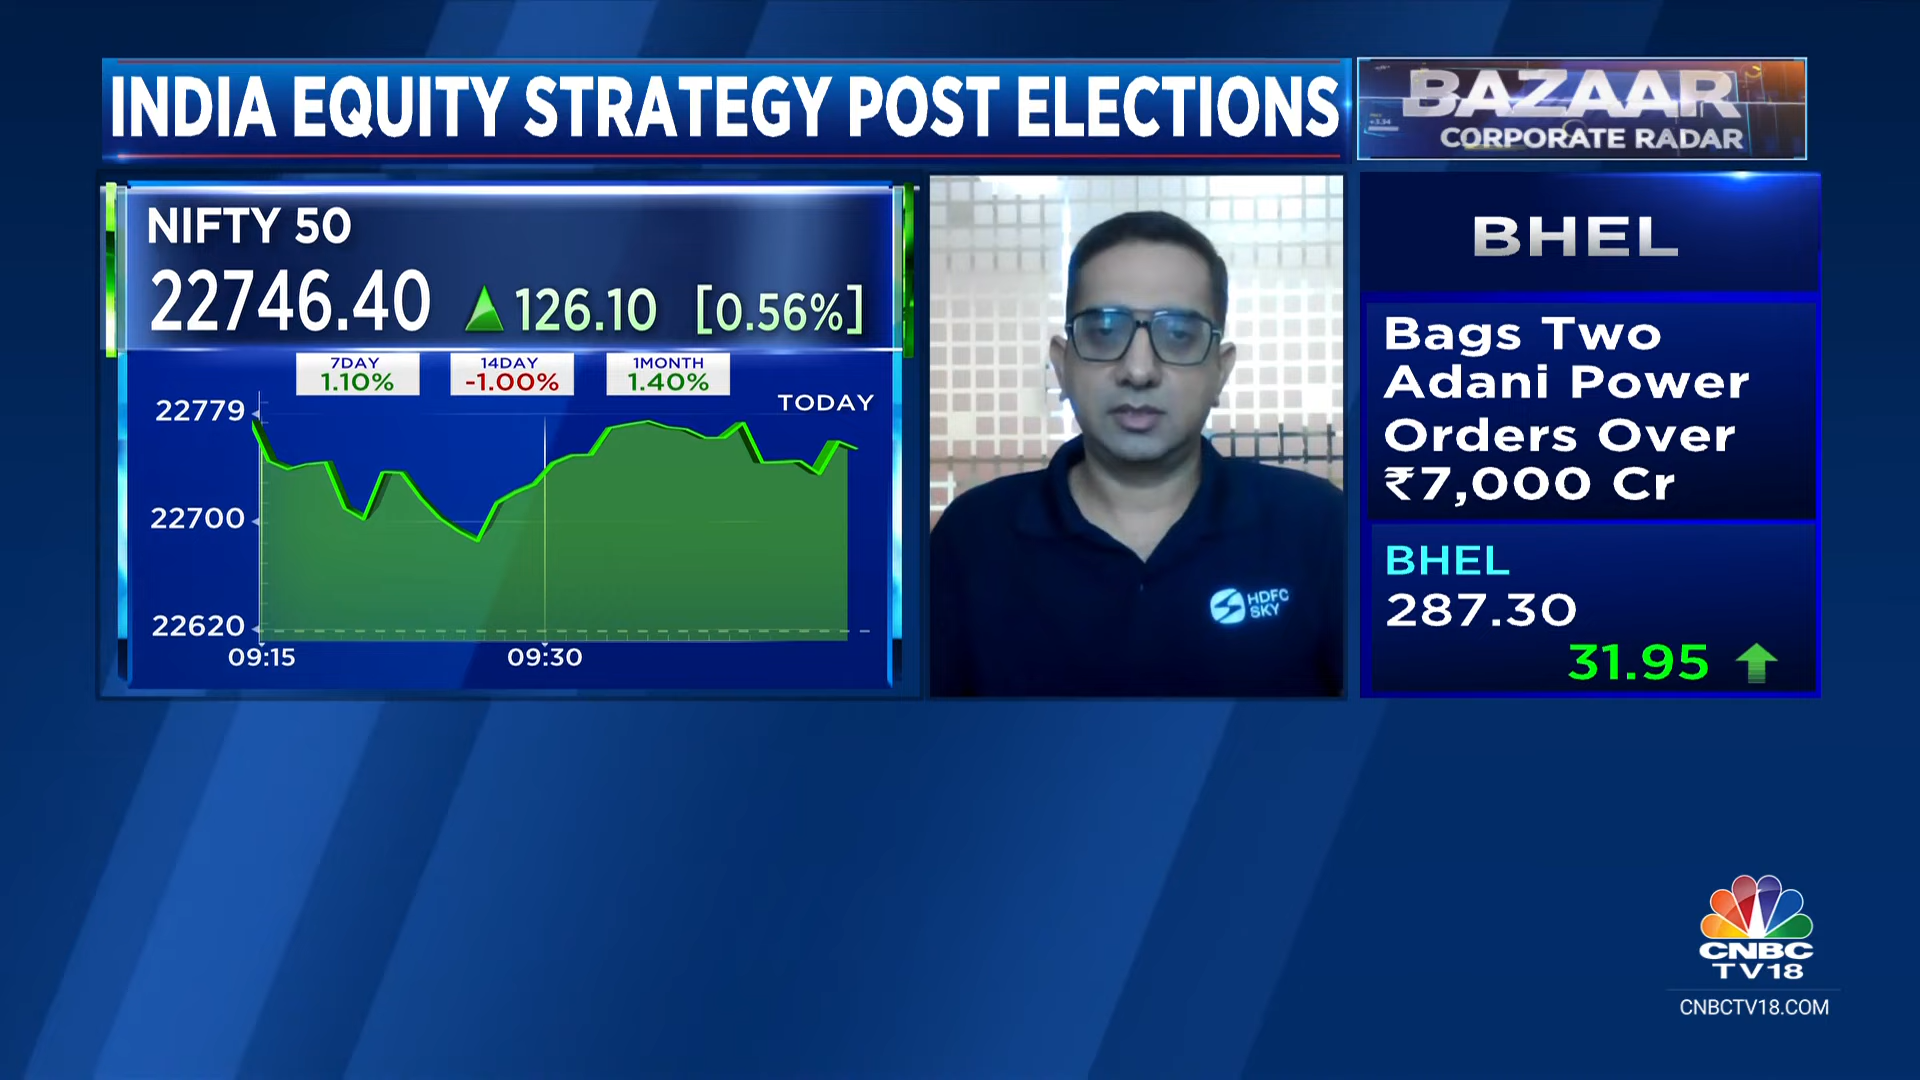 INDIA EQUITY STRATEGY POST ELECTIONS
BAZAAR
CORPORATE RADAR
NIFTY 50
22746.40 ▲ 126.10 [0.56%]
7DAY
1.10%
14DAY
-1.00%
1MONTH
1.40%
TODAY
22779
22700
22620
09:15
09:30
HDFC
SKY
BHEL
Bags Two
Adani Power
Orders Over
₹7,000 Cr
BHEL
287.30
31.95
CNBC
TV18
CNBCTV18.COM